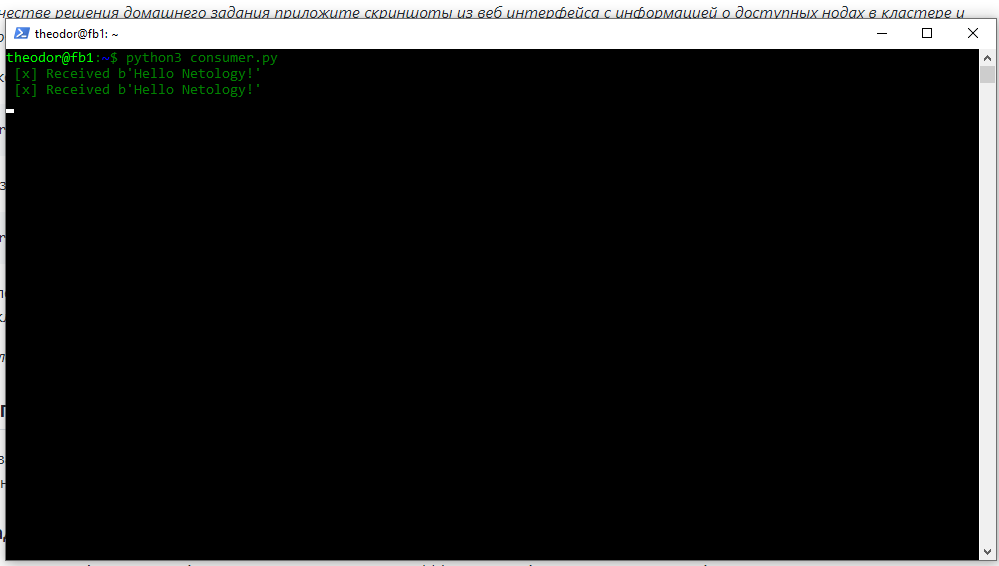 честве решения домашнего задания приложите скриншоты из веб интерфейса с информацией о доступных нодах в кластере и
theodor@fb1: ~
theodor@fb1:~$ python3 consumer.py
[x] Received b'Hello Netology!'
[x] Received b'Hello Netology!'